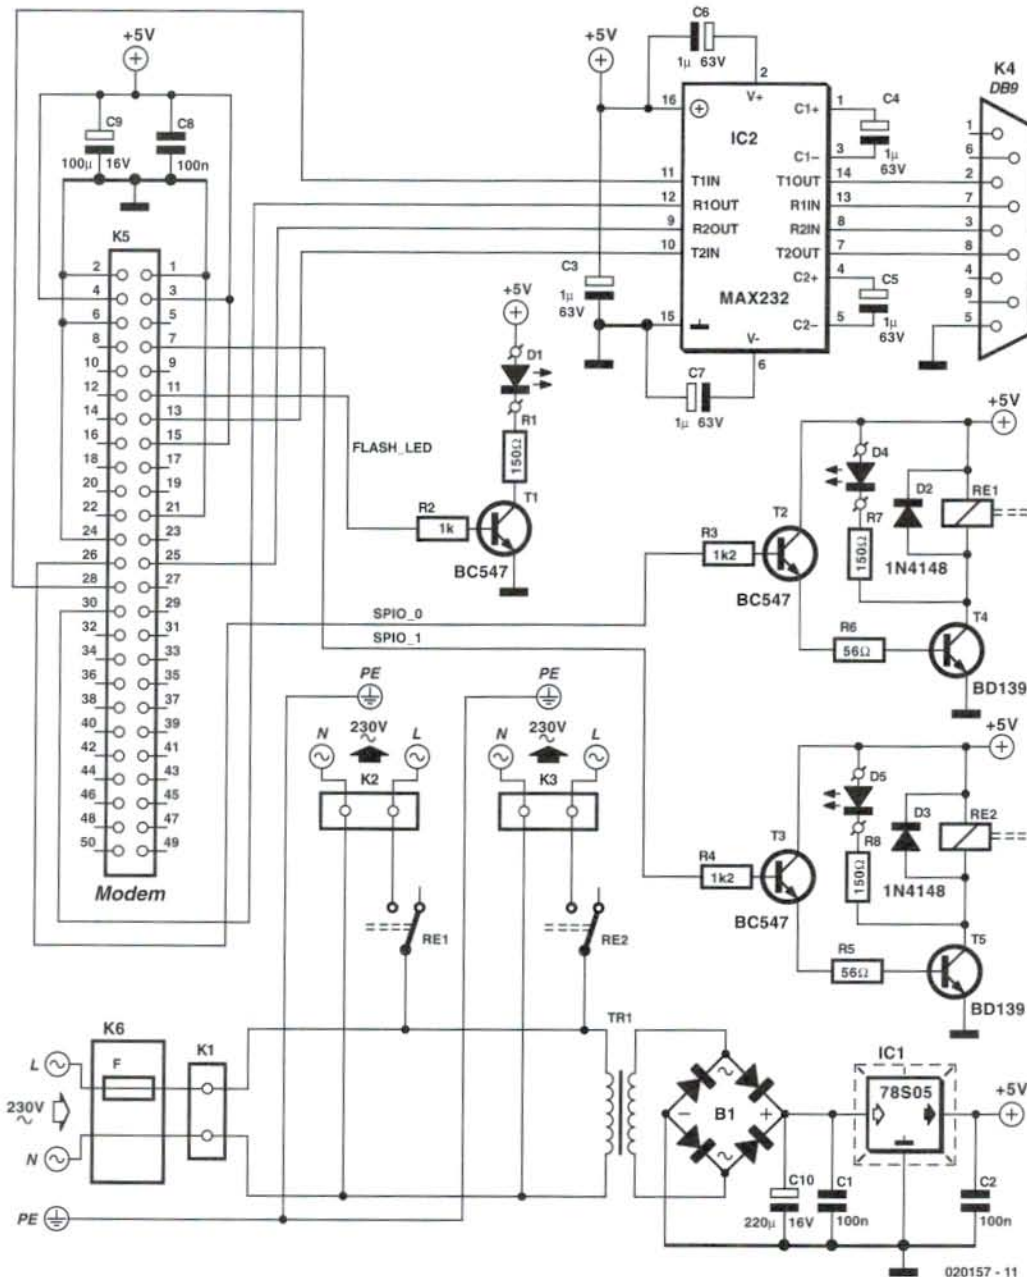 +5V
C9
100µ 16V
C8
100n
K5
2 1
4 3
6 5
8 7
10 9
12 11
14 13
16 15
18 17
20 19
22 21
24 23
26 25
28 27
30 29
32 31
34 33
36 35
38 37
40 39
42 41
44 43
46 45
48 47
50 49
Modem
+5V
C6
1µ 63V
2
V+
16
IC2
C1+ 1
C4
1µ
63V
C1– 3
11 T1IN
T1OUT 14
12 R1OUT
R1IN 13
9 R2OUT
R2IN 8
10 T2IN
T2OUT 7
C2+ 4
MAX232
C5
1µ
63V
C2– 5
15
V-
6
C3
1µ
63V
C7
1µ 63V
K4
DB9
1
6
2
7
3
8
4
9
5
+5V
D1
R1
150Ω
FLASH_LED
R2
1k
T1
BC547
SPIO_0
SPIO_1
+5V
D4
D2
RE1
T2
R7
150Ω
1N4148
R3
1k2
BC547
R6
56Ω
T4
BD139
+5V
D5
D3
RE2
T3
R8
150Ω
1N4148
R4
1k2
BC547
R5
56Ω
T5
BD139
PE
N 230V L
K2
PE
N 230V L
K3
RE1
RE2
K6
F
K1
L
230V
N
PE
TR1
B1
– +
IC1
78S05
+5V
C10
220µ 16V
C1
100n
C2
100n
020157 - 11